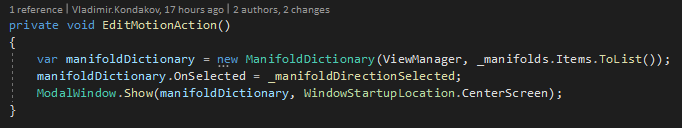 1 reference | Vladimir.Kondakov, 17 hours ago | 2 authors, 2 changes
private void EditMotionAction()
{
    var manifoldDictionary = new ManifoldDictionary(ViewManager, _manifolds.Items.ToList());
    manifoldDictionary.OnSelected = _manifoldDirectionSelected;
    ModalWindow.Show(manifoldDictionary, WindowStartupLocation.CenterScreen);
}